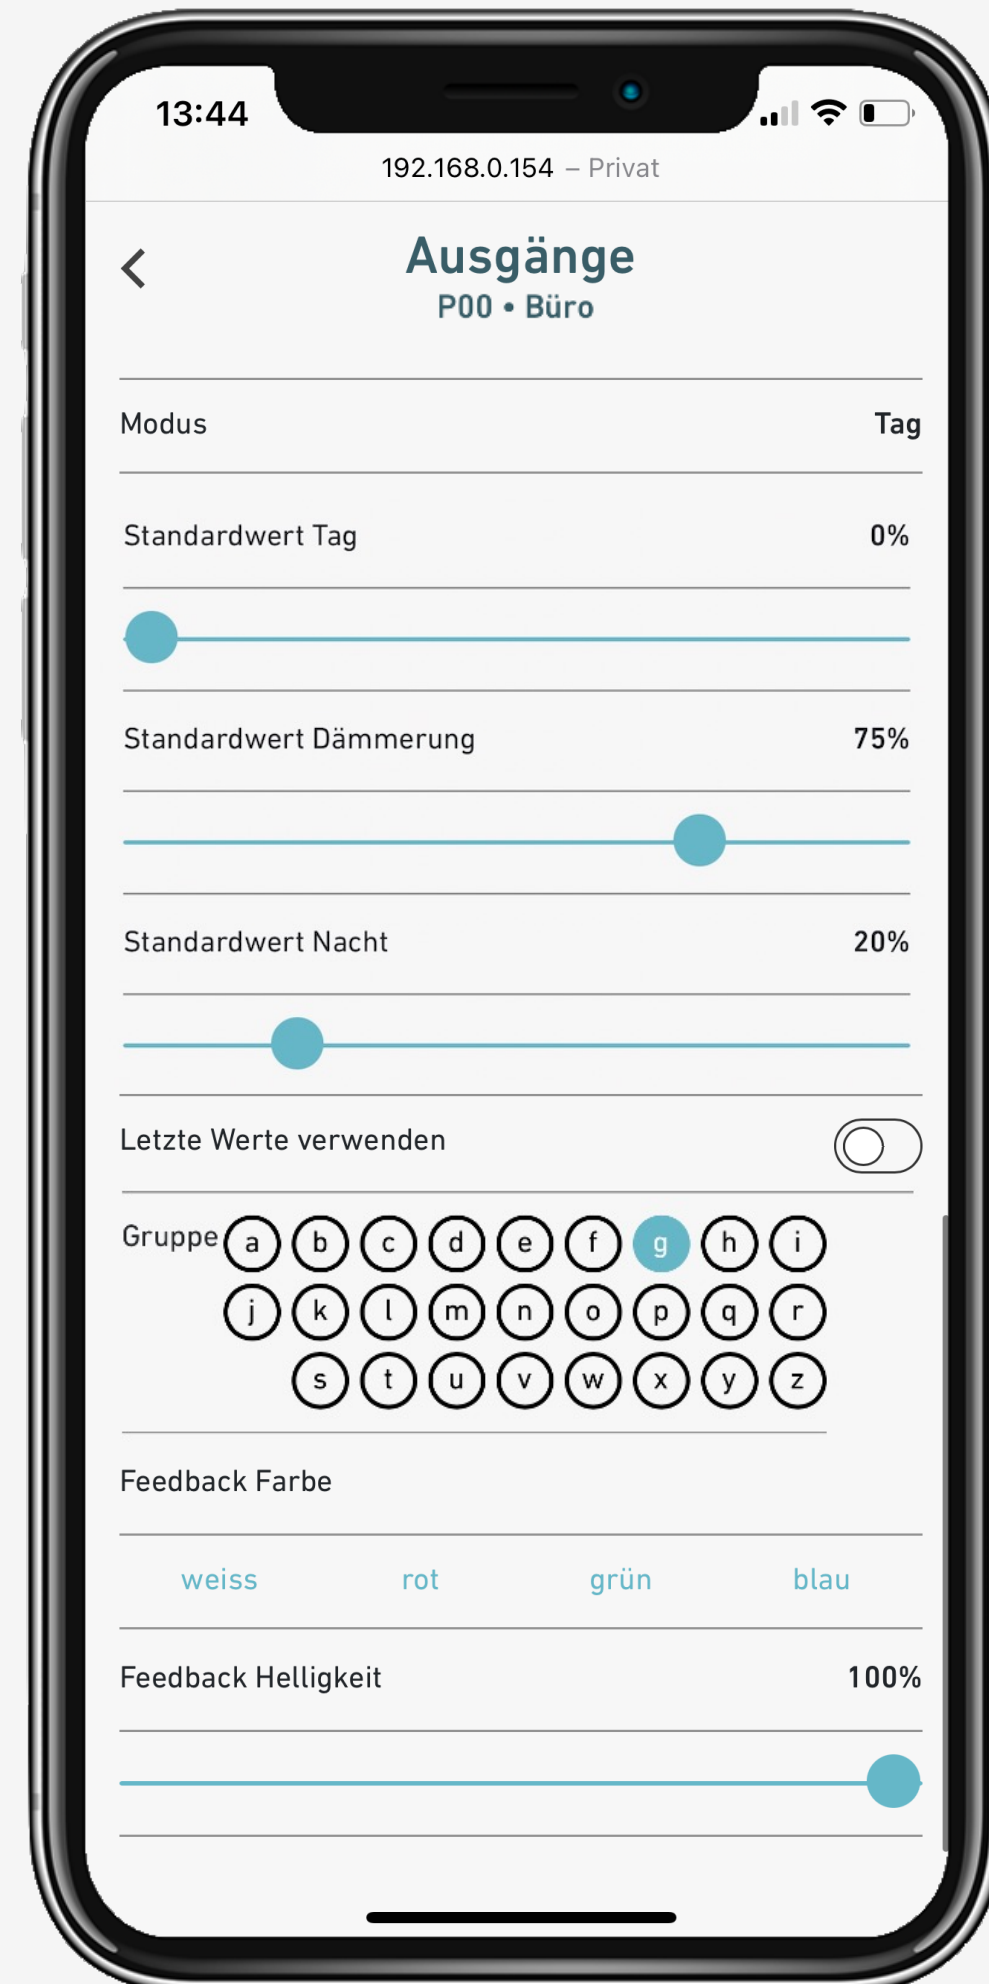 13:44
192.168.0.154 – Privat
Ausgänge
P00 • Büro
Modus Tag
Standardwert Tag 0%
Standardwert Dämmerung 75%
Standardwert Nacht 20%
Letzte Werte verwenden
Gruppe a b c d e f g h i
j k l m n o p q r
s t u v w x y z
Feedback Farbe
weiss rot grün blau
Feedback Helligkeit 100%